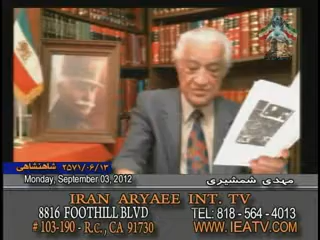 شاهنشاهی ۲۵۷۱/۰۶/۱۳
Monday, September 03, 2012
مهدی شمشیری
IRAN ARYAEE INT. TV
8816 FOOTHILL BLVD
TEL: 818 - 564 - 4013
# 103-190 - R.c., CA 91730
WWW.IEATV.COM